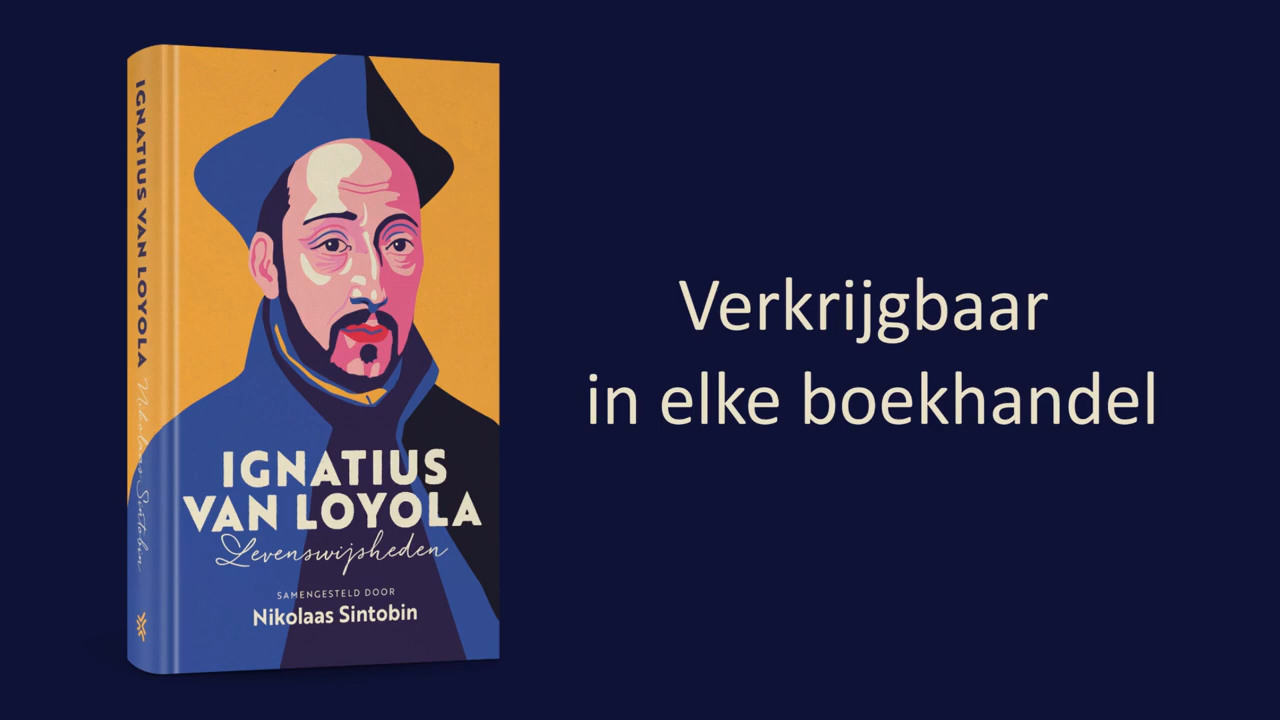 IGNATIUS VAN LOYOLA Nikolaas Sintobin
IGNATIUS
VAN LOYOLA
Levenswijsheden
SAMENGESTELD DOOR
Nikolaas Sintobin
Verkrijgbaar
in elke boekhandel